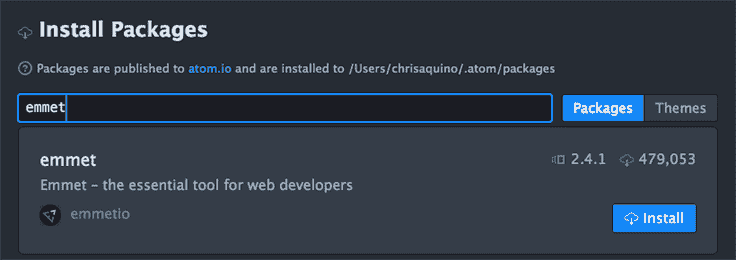 Install Packages
Packages are published to atom.io and are installed to /Users/chrisaquino/.atom/packages
emmet
Packages
Themes
emmet
2.4.1
479,053
Emmet – the essential tool for web developers
emmetio
Install